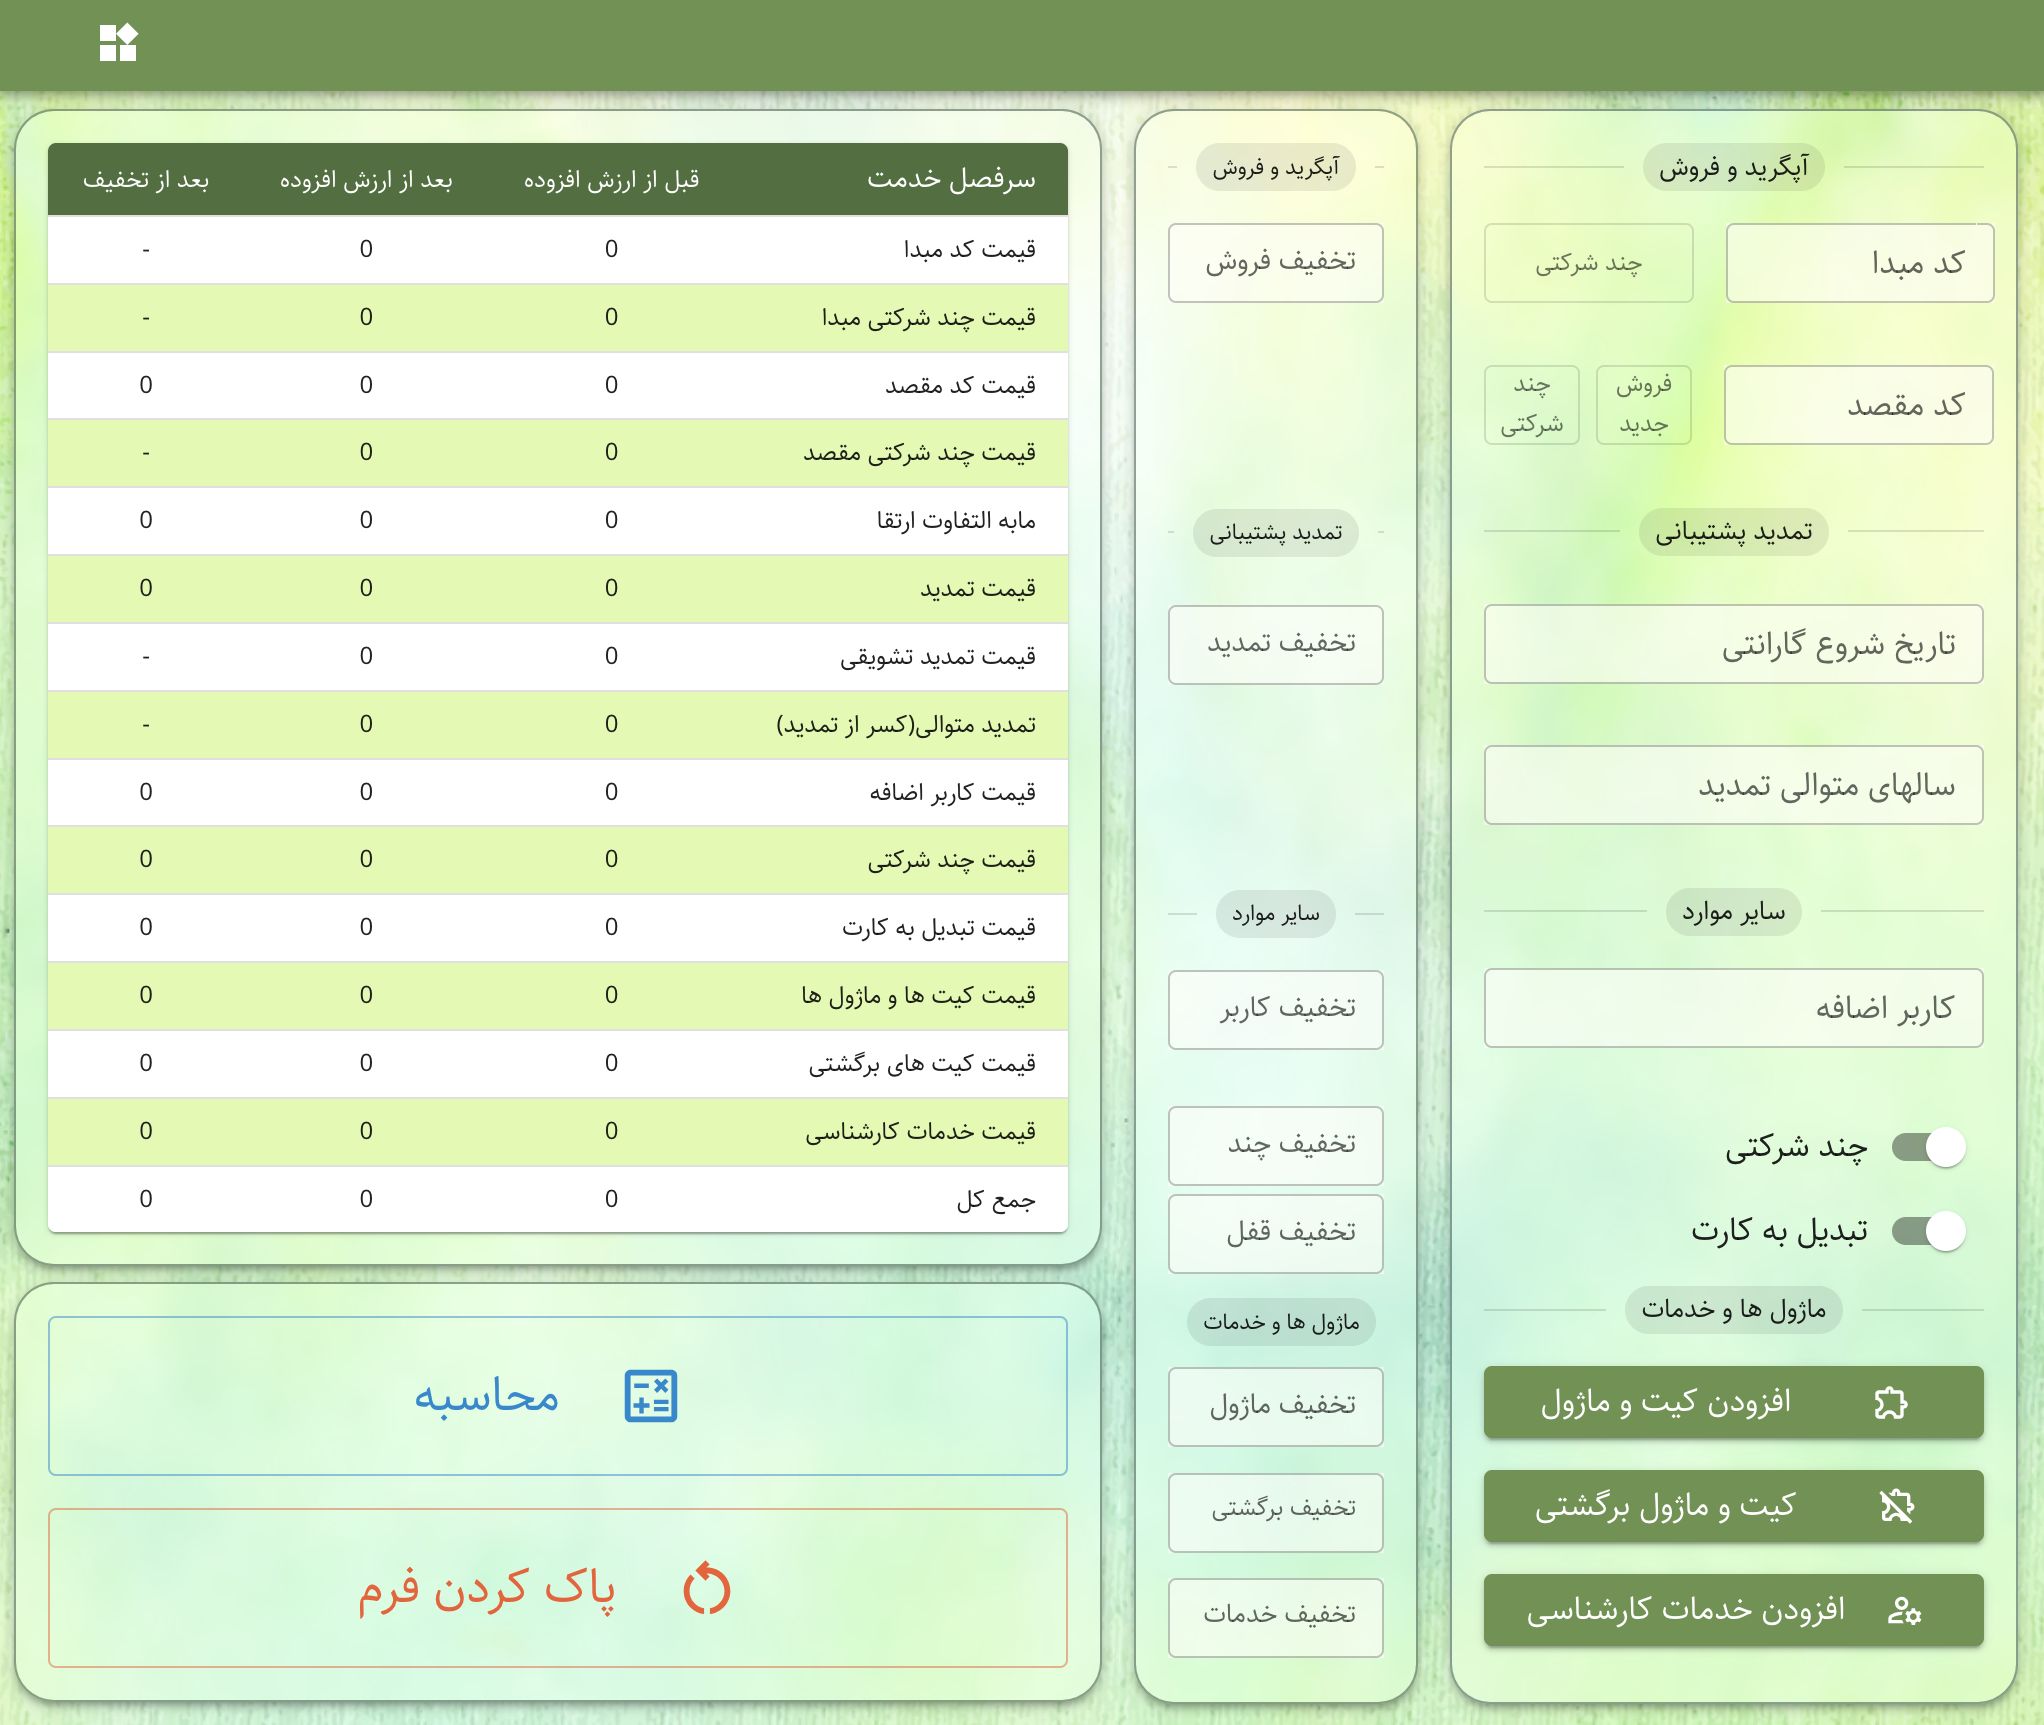 آپگرید و فروش
کد مبدا
چند شرکتی
کد مقصد
فروش
جدید
چند
شرکتی
تمدید پشتیبانی
تاریخ شروع گارانتی
سالهای متوالی تمدید
سایر موارد
کاربر اضافه
چند شرکتی
تبدیل به کارت
ماژول ها و خدمات
افزودن کیت و ماژول
کیت و ماژول برگشتی
افزودن خدمات کارشناسی
آپگرید و فروش
تخفیف فروش
تمدید پشتیبانی
تخفیف تمدید
سایر موارد
تخفیف کاربر
تخفیف چند
تخفیف قفل
ماژول ها و خدمات
تخفیف ماژول
تخفیف برگشتی
تخفیف خدمات
سرفصل خدمت قبل از ارزش افزوده بعد از ارزش افزوده بعد از تخفیف
قیمت کد مبدا 0 0 -
قیمت چند شرکتی مبدا 0 0 -
قیمت کد مقصد 0 0 0
قیمت چند شرکتی مقصد 0 0 -
مابه التفاوت ارتقا 0 0 0
قیمت تمدید 0 0 0
قیمت تمدید تشویقی 0 0 -
تمدید متوالی(کسر از تمدید) 0 0 -
قیمت کاربر اضافه 0 0 0
قیمت چند شرکتی 0 0 0
قیمت تبدیل به کارت 0 0 0
قیمت کیت ها و ماژول ها 0 0 0
قیمت کیت های برگشتی 0 0 0
قیمت خدمات کارشناسی 0 0 0
جمع کل 0 0 0
محاسبه
پاک کردن فرم